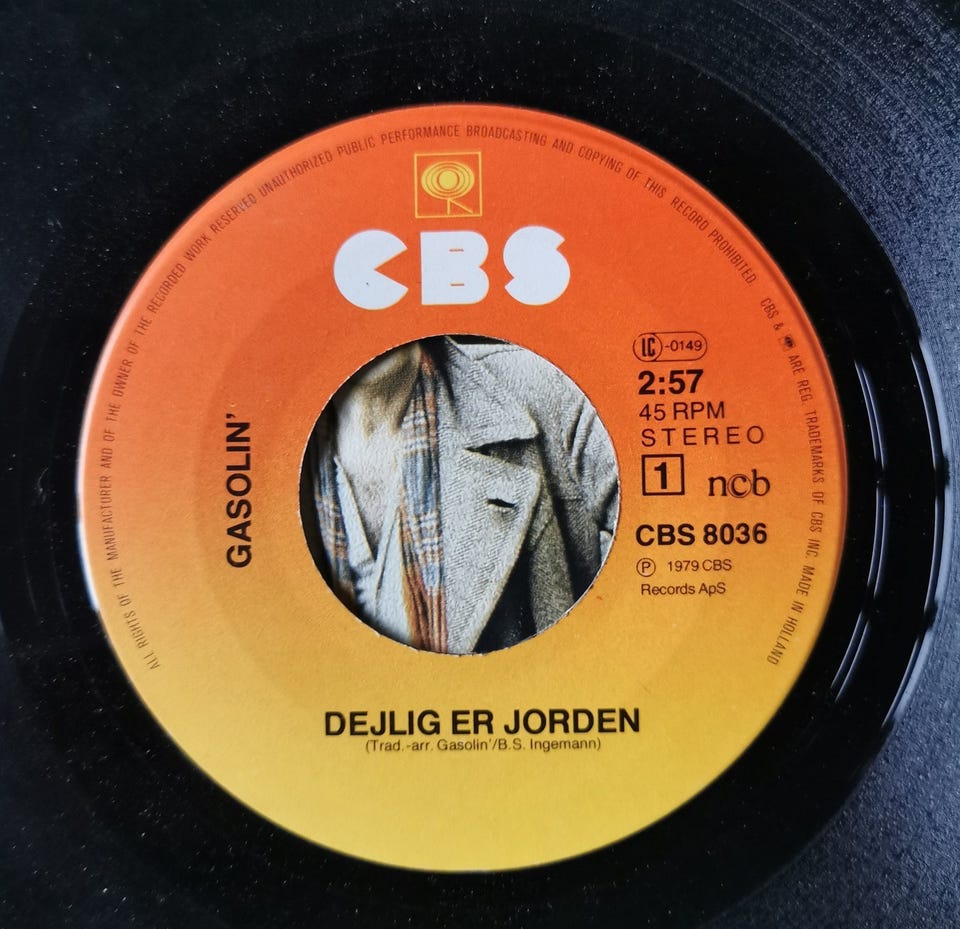 ALL RIGHTS OF THE MANUFACTURER AND OF THE OWNER OF THE RECORDED WORK RESERVED UNAUTHORIZED PUBLIC PERFORMANCE BROADCASTING AND COPYING OF THIS RECORD PROHIBITED. CBS & ARE REG. TRADEMARKS OF CBS INC. MADE IN HOLLAND
CBS
LC-0149
2:57
45 RPM
STEREO
1 ncb
GASOLIN'
CBS 8036
Ⓟ 1979 CBS
Records ApS
DEJLIG ER JORDEN
(Trad.-arr. Gasolin'/B.S. Ingemann)